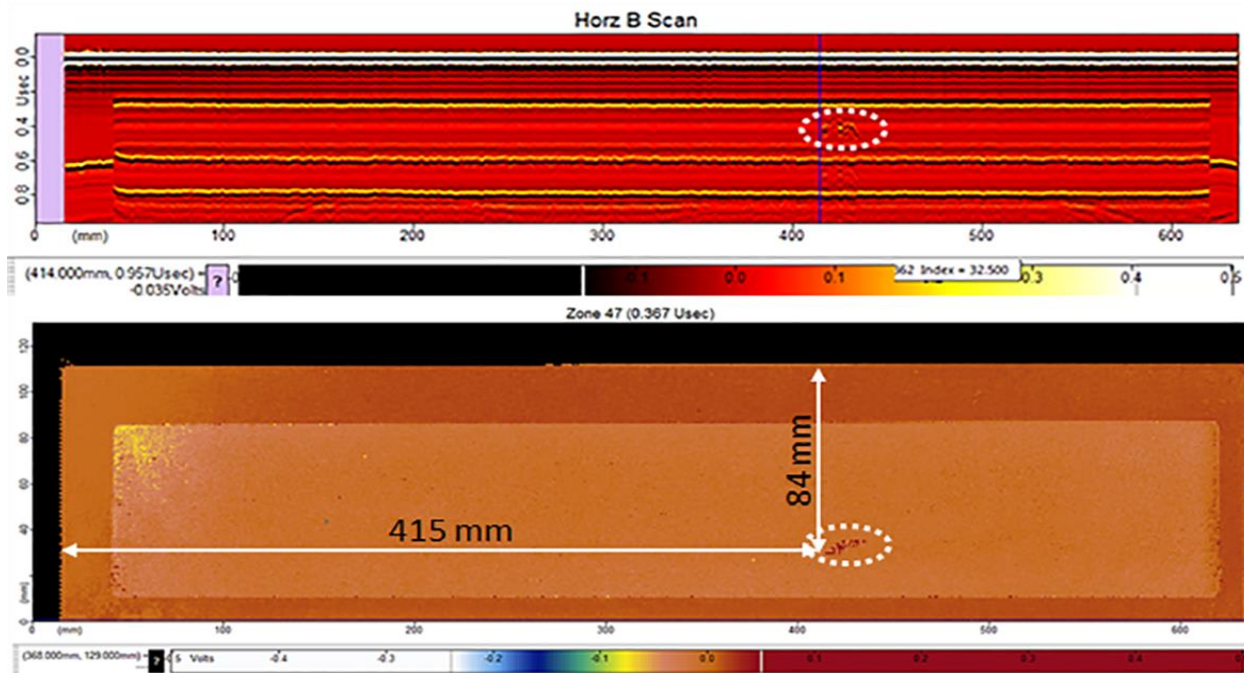 Horz B Scan
0.0
Usec
0.4
0.6
0.8
0 (mm) 100 200 300 400 500 600
(414.000mm, 0.957Usec)
-0.035Volts
? -0.1 0.0 0.1 662 Index = 32.500 0.3 0.4 0.5
Zone 47 (0.367 Usec)
120
100
80
60
40
(mm)
84 mm
415 mm
0 (mm) 100 200 300 400 500 600
(368.000mm, 129.000mm) ? -0.5 Volts -0.4 -0.3 -0.2 -0.1 0.0 0.1 0.2 0.3 0.4 0.5